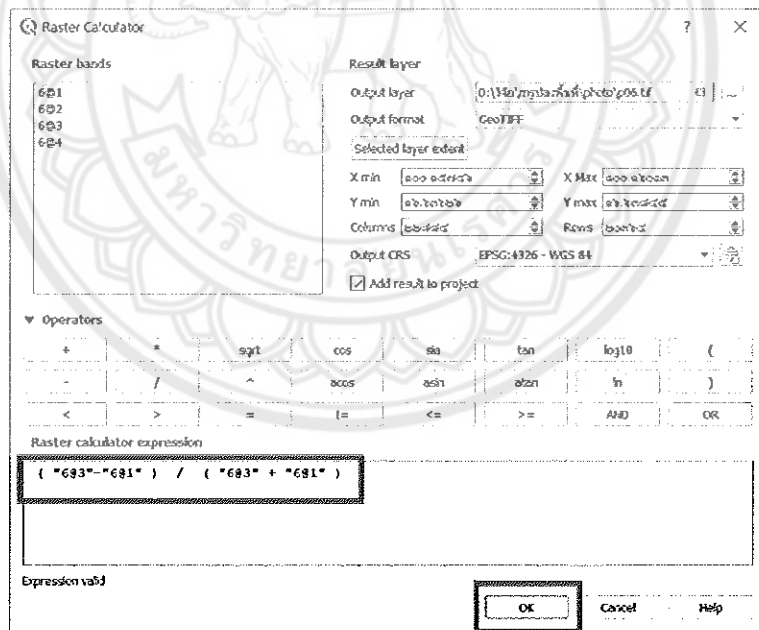 Raster Calculator ? ×
Raster bands
6@1
6@2
6@3
6@4
Result layer
Output layer
Output format GeoTIFF
Selected layer extent
X min X Max
Y min Y max
Columns Rows
Output CRS EPSG:4326 - WGS 84
Add result to project
Operators
+ * sqrt cos sin tan log10 (
- / ^ acos asin atan ln )
< > = != <= >= AND OR
Raster calculator expression
( "6@3"-"6@1" ) / ( "6@3" + "6@1" )
Expression valid
OK Cancel Help